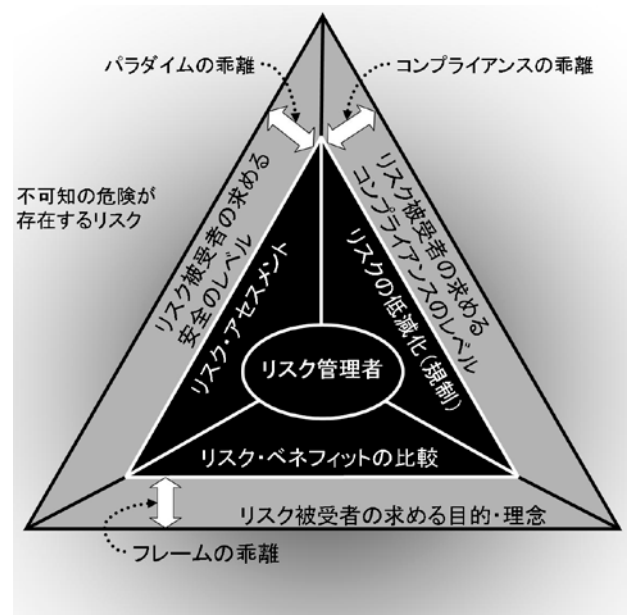 パラダイムの乖離
コンプライアンスの乖離
不可知の危険が
存在するリスク
リスク被受者の求める
安全のレベル
リスク・アセスメント
リスク被受者の求める
コンプライアンスのレベル
リスクの低減化(規制)
リスク管理者
リスク・ベネフィットの比較
リスク被受者の求める目的・理念
フレームの乖離